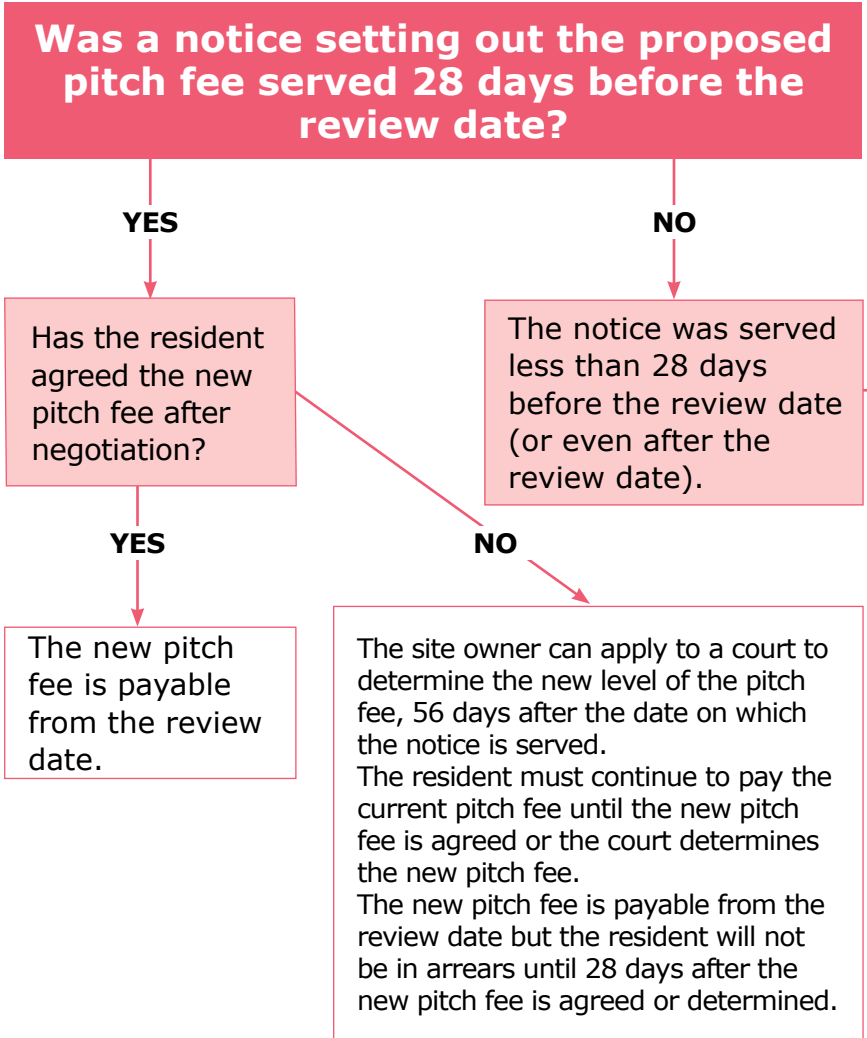 Was a notice setting out the proposed
pitch fee served 28 days before the
review date?
YES
NO
Has the resident
agreed the new
pitch fee after
negotiation?
The notice was served
less than 28 days
before the review date
(or even after the
review date).
YES
NO
The new pitch
fee is payable
from the review
date.
The site owner can apply to a court to
determine the new level of the pitch
fee, 56 days after the date on which
the notice is served.
The resident must continue to pay the
current pitch fee until the new pitch
fee is agreed or the court determines
the new pitch fee.
The new pitch fee is payable from the
review date but the resident will not
be in arrears until 28 days after the
new pitch fee is agreed or determined.